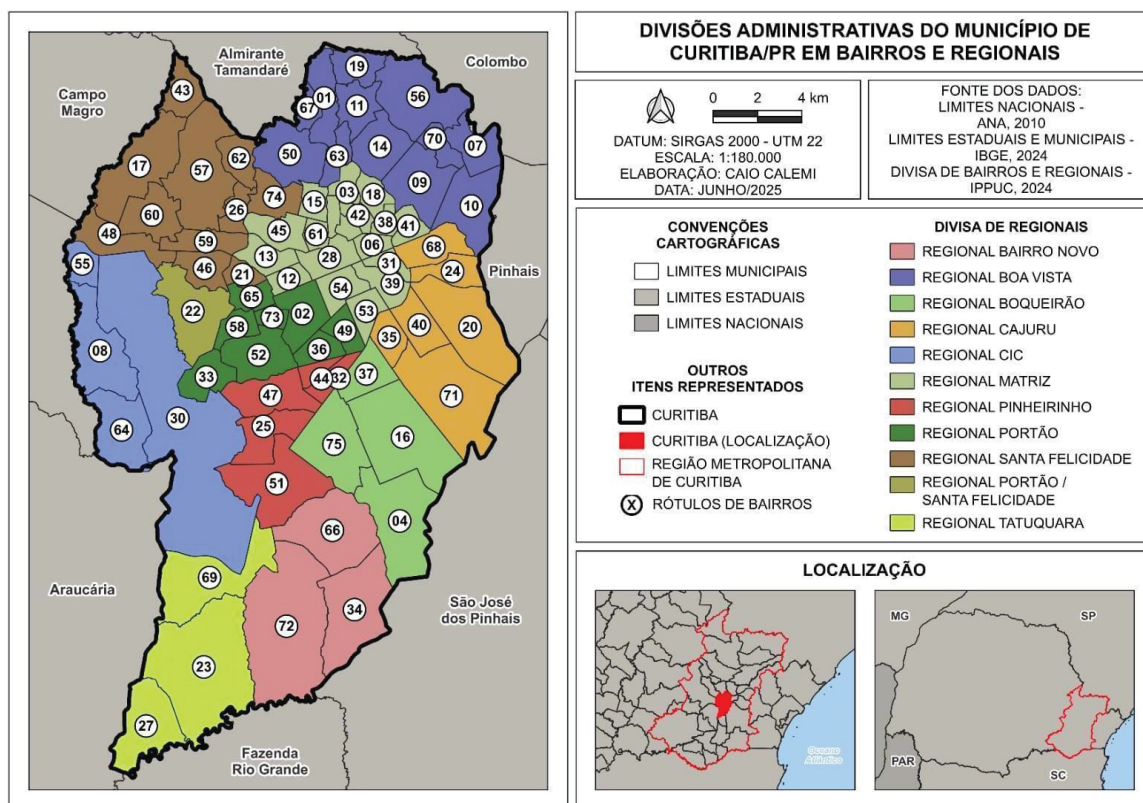 Almirante
Tamandaré
Colombo
Campo
Magro
Pinhais
Araucária
São José
dos Pinhais
Fazenda
Rio Grande
43
19
01
67
11
56
17
57
62
50
63
14
70
07
09
10
60
26
74
15
03
18
42
38
41
48
59
45
61
06
68
55
46
21
13
28
31
24
12
39
22
65
54
58
73
02
53
49
35
40
20
08
52
36
33
44
32
37
47
71
64
30
25
75
16
51
66
04
69
72
34
23
27
DIVISÕES ADMINISTRATIVAS DO MUNICÍPIO DE
CURITIBA/PR EM BAIRROS E REGIONAIS
0 2 4 km
DATUM: SIRGAS 2000 - UTM 22
ESCALA: 1:180.000
ELABORAÇÃO: CAIO CALEMI
DATA: JUNHO/2025
FONTE DOS DADOS:
LIMITES NACIONAIS -
ANA, 2010
LIMITES ESTADUAIS E MUNICIPAIS -
IBGE, 2024
DIVISA DE BAIRROS E REGIONAIS -
IPPUC, 2024
CONVENÇÕES
CARTOGRÁFICAS
LIMITES MUNICIPAIS
LIMITES ESTADUAIS
LIMITES NACIONAIS
OUTROS
ITENS REPRESENTADOS
CURITIBA
CURITIBA (LOCALIZAÇÃO)
REGIÃO METROPOLITANA
DE CURITIBA
X RÓTULOS DE BAIRROS
DIVISA DE REGIONAIS
REGIONAL BAIRRO NOVO
REGIONAL BOA VISTA
REGIONAL BOQUEIRÃO
REGIONAL CAJURU
REGIONAL CIC
REGIONAL MATRIZ
REGIONAL PINHEIRINHO
REGIONAL PORTÃO
REGIONAL SANTA FELICIDADE
REGIONAL PORTÃO /
SANTA FELICIDADE
REGIONAL TATUQUARA
LOCALIZAÇÃO
Oceano
Atlântico
MG
SP
PAR
SC